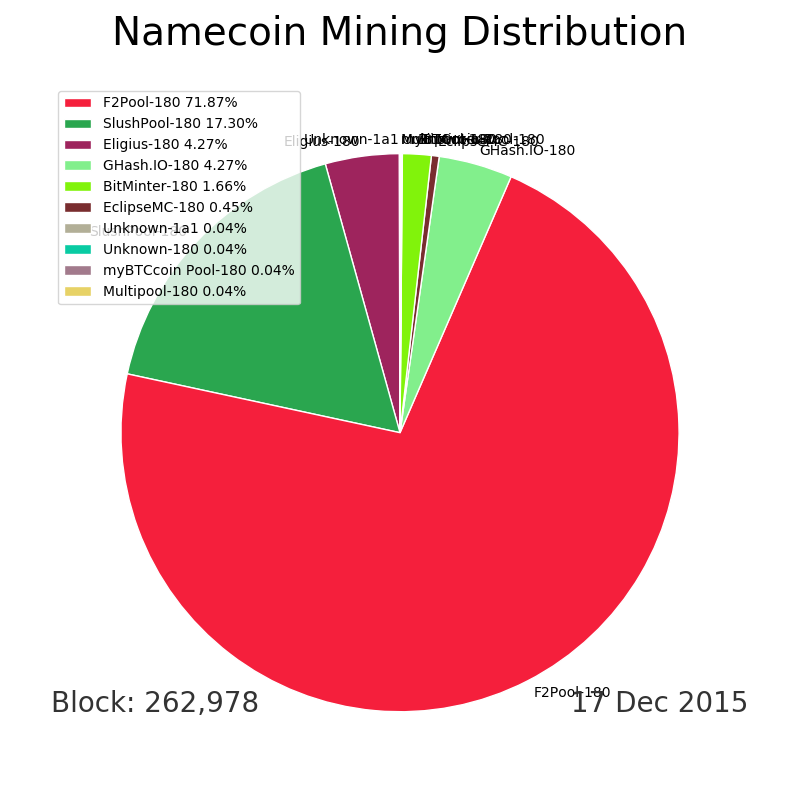 Namecoin Mining Distribution
F2Pool-180 71.87%
SlushPool-180 17.30%
Eligius-180 4.27%
GHash.IO-180 4.27%
BitMinter-180 1.66%
EclipseMC-180 0.45%
Unknown-1a1 0.04%
Unknown-180 0.04%
myBTCcoin Pool-180 0.04%
Multipool-180 0.04%
Eligius-180
Unknown-1a1
GHash.IO-180
SlushPool-180
F2Pool-180
Block: 262,978
17 Dec 2015